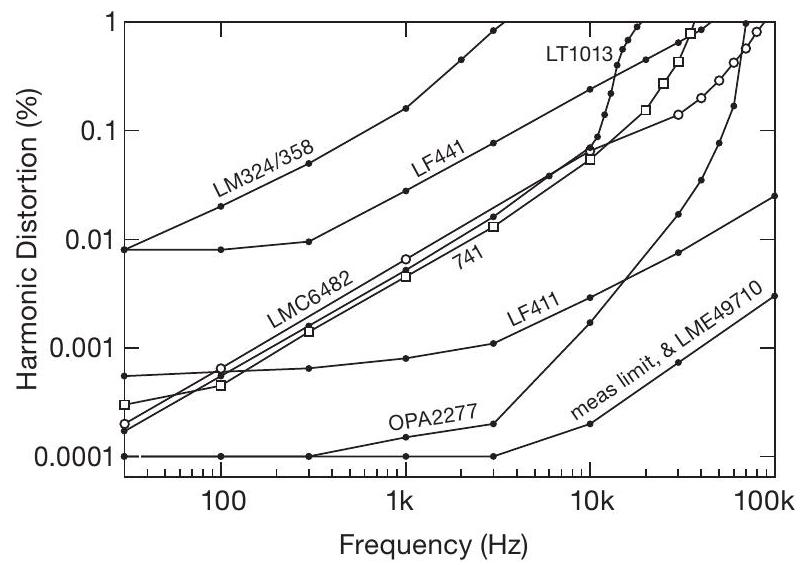 1
LT1013
0.1
LM324/358
LF441
0.01
741
LMC6482
LF411
0.001
meas limit, & LME49710
OPA2277
0.0001
100
1k
10k
100k
Harmonic Distortion (%)
Frequency (Hz)